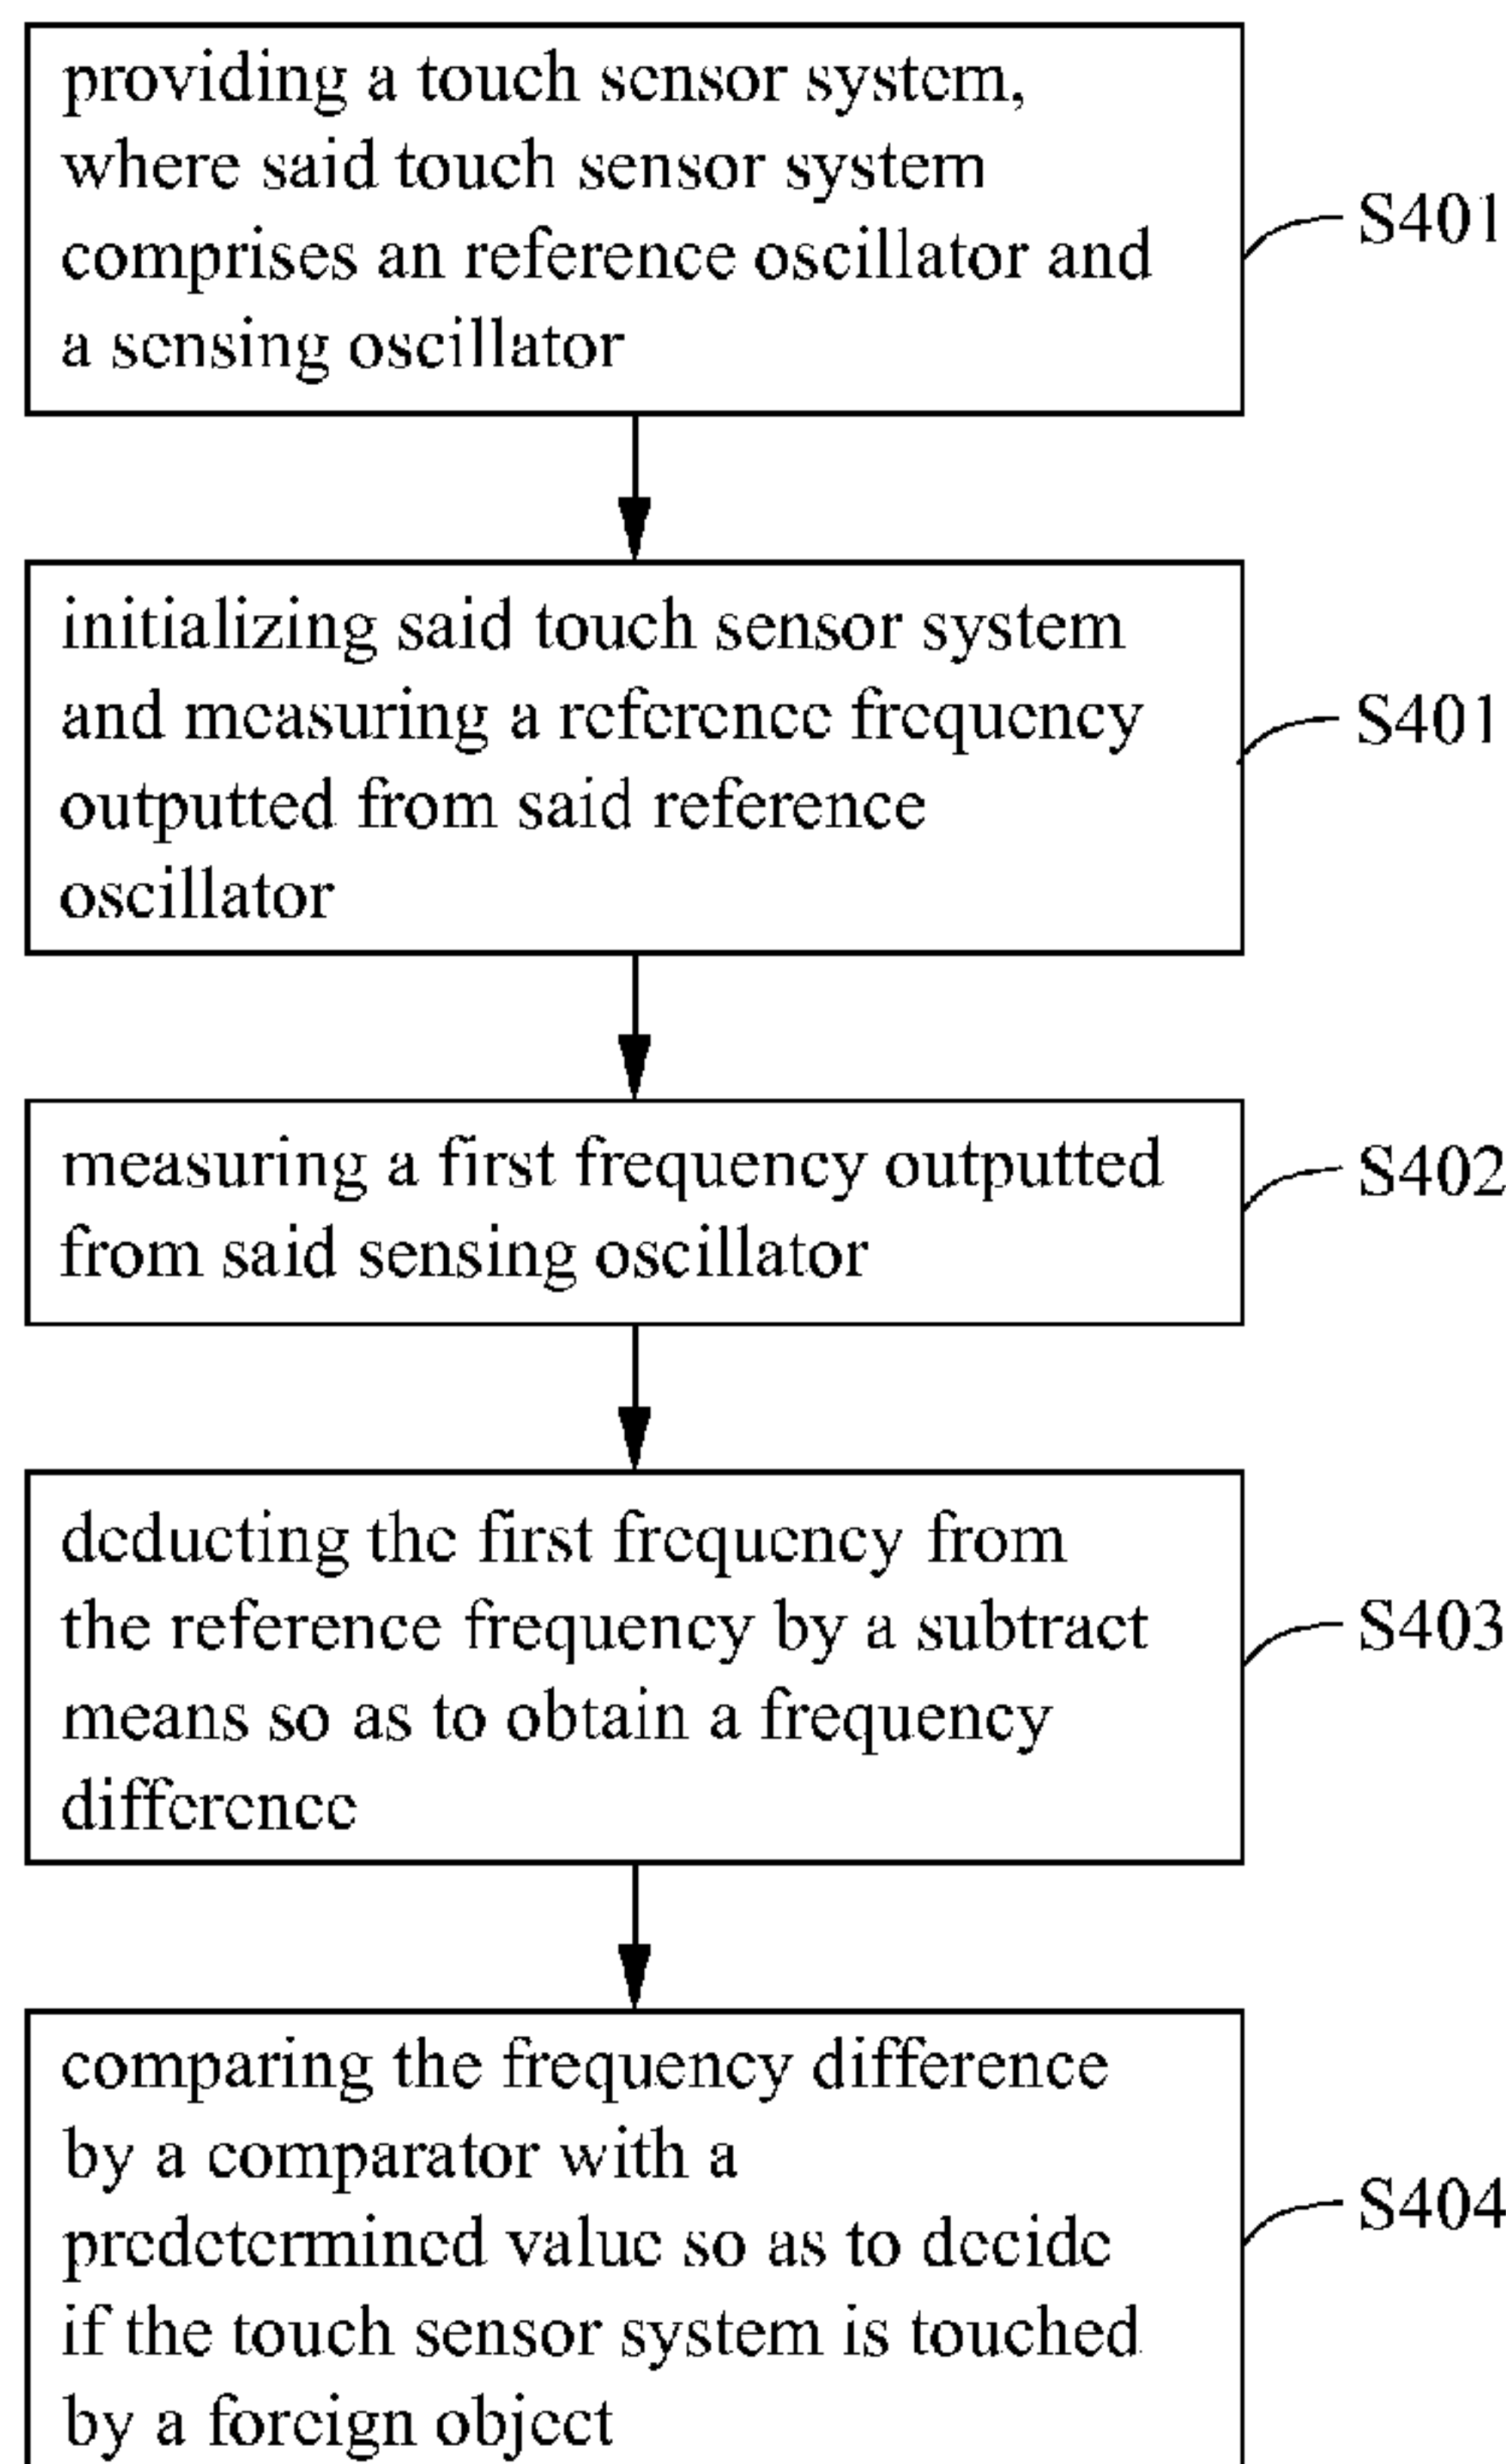 providing a touch sensor system,
where said touch sensor system
comprises an reference oscillator and
a sensing oscillator
S401
initializing said touch sensor system
and measuring a reference frequency
outputted from said reference
oscillator
S401
measuring a first frequency outputted
from said sensing oscillator
S402
deducting the first frequency from
the reference frequency by a subtract
means so as to obtain a frequency
difference
S403
comparing the frequency difference
by a comparator with a
predetermined value so as to decide
if the touch sensor system is touched
by a foreign object
S404